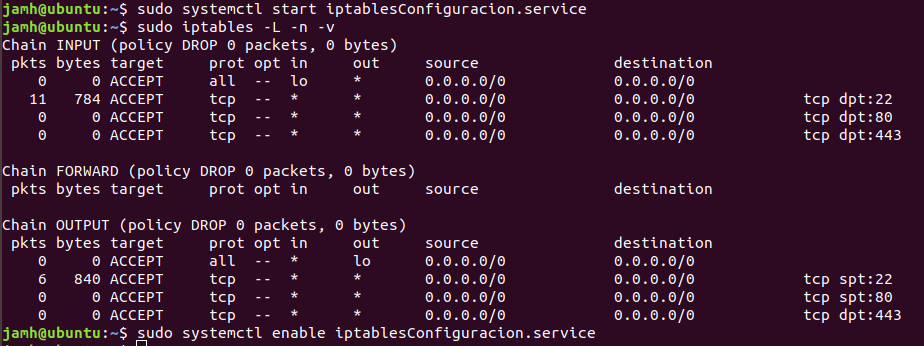 jamh@ubuntu:~$ sudo systemctl start iptablesConfiguracion.service
jamh@ubuntu:~$ sudo iptables -L -n -v
Chain INPUT (policy DROP 0 packets, 0 bytes)
 pkts bytes target     prot opt in     out     source               destination
    0     0 ACCEPT     all  --  lo     *       0.0.0.0/0            0.0.0.0/0
   11   784 ACCEPT     tcp  --  *      *       0.0.0.0/0            0.0.0.0/0            tcp dpt:22
    0     0 ACCEPT     tcp  --  *      *       0.0.0.0/0            0.0.0.0/0            tcp dpt:80
    0     0 ACCEPT     tcp  --  *      *       0.0.0.0/0            0.0.0.0/0            tcp dpt:443
Chain FORWARD (policy DROP 0 packets, 0 bytes)
 pkts bytes target     prot opt in     out     source               destination
Chain OUTPUT (policy DROP 0 packets, 0 bytes)
 pkts bytes target     prot opt in     out     source               destination
    0     0 ACCEPT     all  --  *      lo      0.0.0.0/0            0.0.0.0/0
    6   840 ACCEPT     tcp  --  *      *       0.0.0.0/0            0.0.0.0/0            tcp spt:22
    0     0 ACCEPT     tcp  --  *      *       0.0.0.0/0            0.0.0.0/0            tcp spt:80
    0     0 ACCEPT     tcp  --  *      *       0.0.0.0/0            0.0.0.0/0            tcp dpt:443
jamh@ubuntu:~$ sudo systemctl enable iptablesConfiguracion.service
jamh@ubuntu:~$